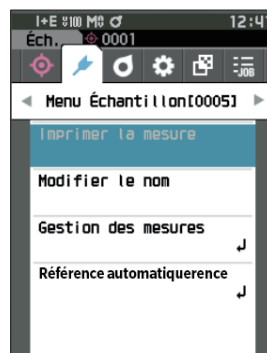 I+E M0 12:4
Éch. 0001
JOB
Menu Échantillon[0005]
Imprimer la mesure
Modifier le nom
Gestion des mesures
Référence automatiquerence